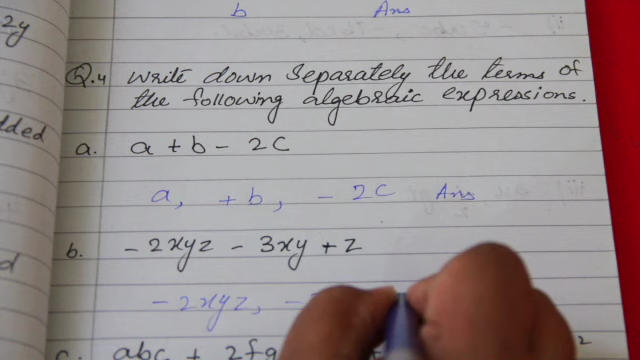 2y
b Ans
Q.4 Write down Separately the terms of
the following algebraic expressions.
dded
a. a + b - 2C
a, + b, - 2C Ans
b. - 2xyz - 3xy + z
d
- 2xyz, -
c. abc + 2fg
2